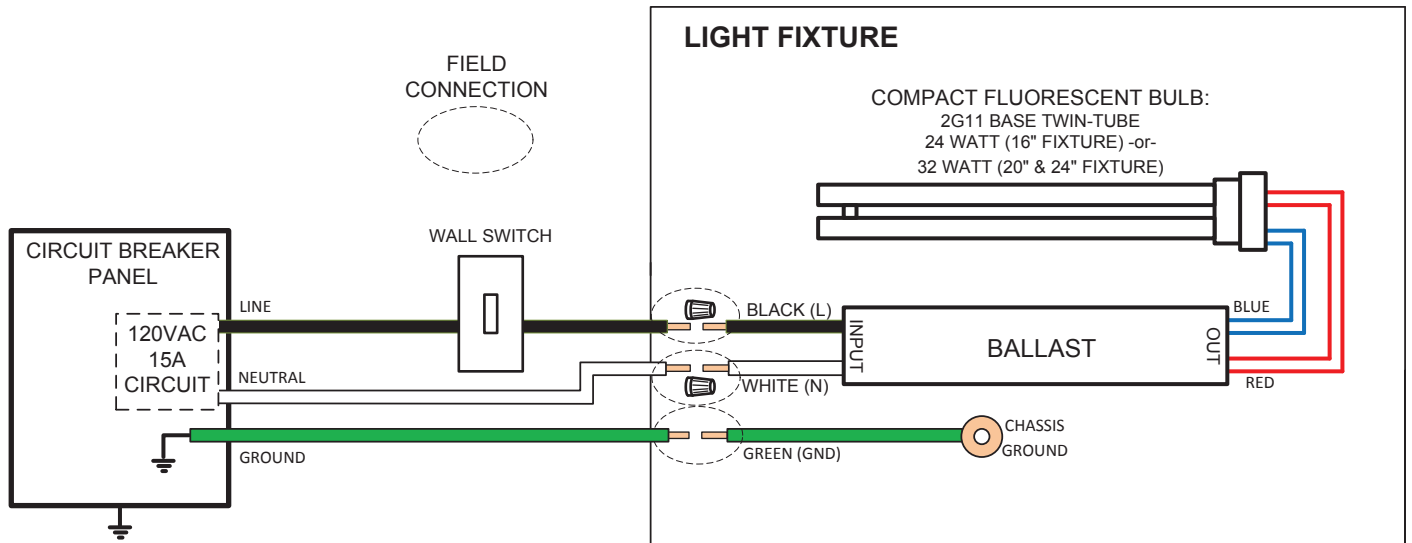 LIGHT FIXTURE
FIELD
CONNECTION
COMPACT FLUORESCENT BULB:
2G11 BASE TWIN-TUBE
24 WATT (16" FIXTURE) -or-
32 WATT (20" & 24" FIXTURE)
CIRCUIT BREAKER
PANEL
WALL SWITCH
LINE
120VAC
15A
CIRCUIT
NEUTRAL
GROUND
BLACK (L)
WHITE (N)
GREEN (GND)
INPUT
BALLAST
OUT
BLUE
RED
CHASSIS
GROUND